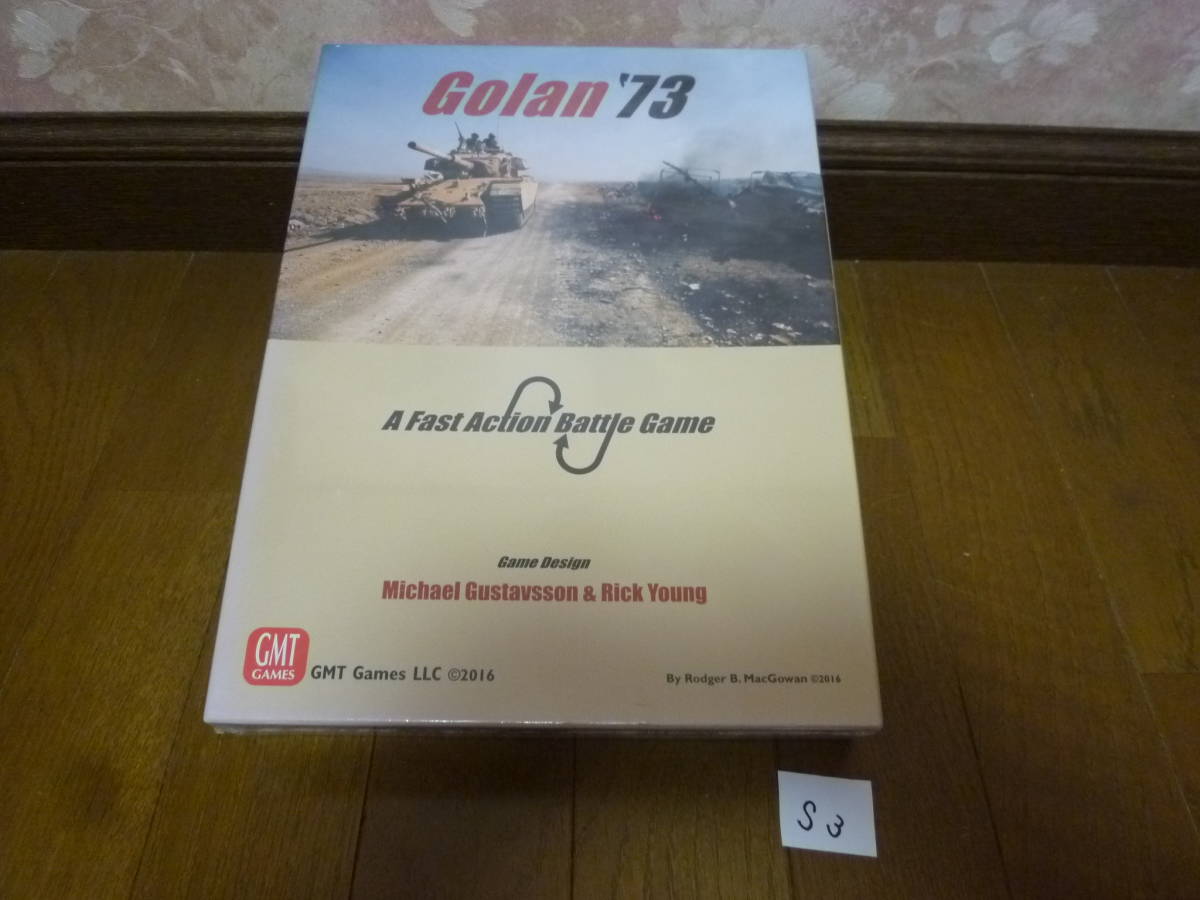 Golan '73
A Fast Action Battle Game
Game Design
Michael Gustavsson & Rick Young
GMT
GAMES
GMT Games LLC ©2016
By Rodger B. MacGowan ©2016
S3